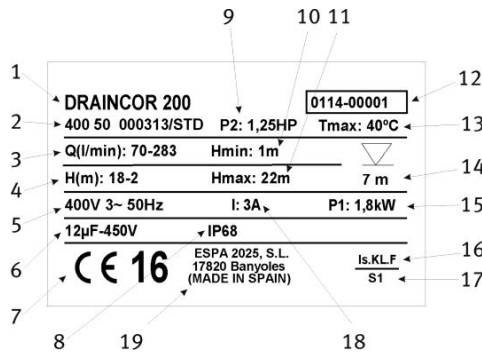 10 11
9
1
12
DRAINCOR 200 0114-00001
2
400 50 000313/STD P2: 1,25HP Tmax: 40ºC
13
3
Q(l/min): 70-283 Hmin: 1m
4
H(m): 18-2 Hmax: 22m 7 m
14
5
400V 3~ 50Hz I: 3A P1: 1,8kW
15
6
12µF-450V IP68
7
CE 16
ESPA 2025, S.L.
17820 Banyoles
(MADE IN SPAIN)
Is.KL.F
S1
16
17
8 19 18